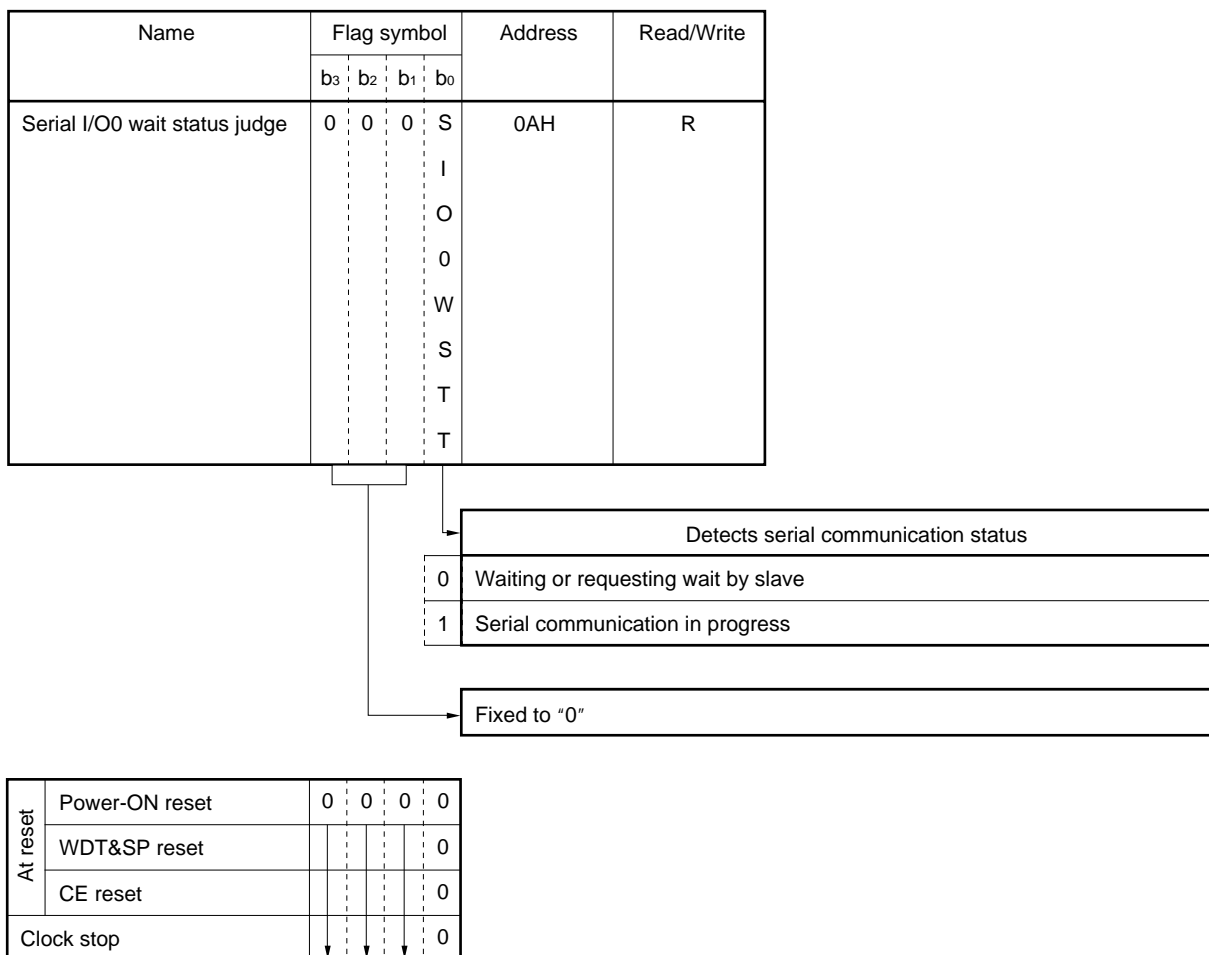 Name Flag symbol Address Read/Write
b3 b2 b1 b0
Serial I/O0 wait status judge 0 0 0 S 0AH R
I
O
0
W
S
T
T
Detects serial communication status
0 Waiting or requesting wait by slave
1 Serial communication in progress
Fixed to “0”
At reset
Power-ON reset 0 0 0 0
WDT&SP reset 0
CE reset 0
Clock stop 0